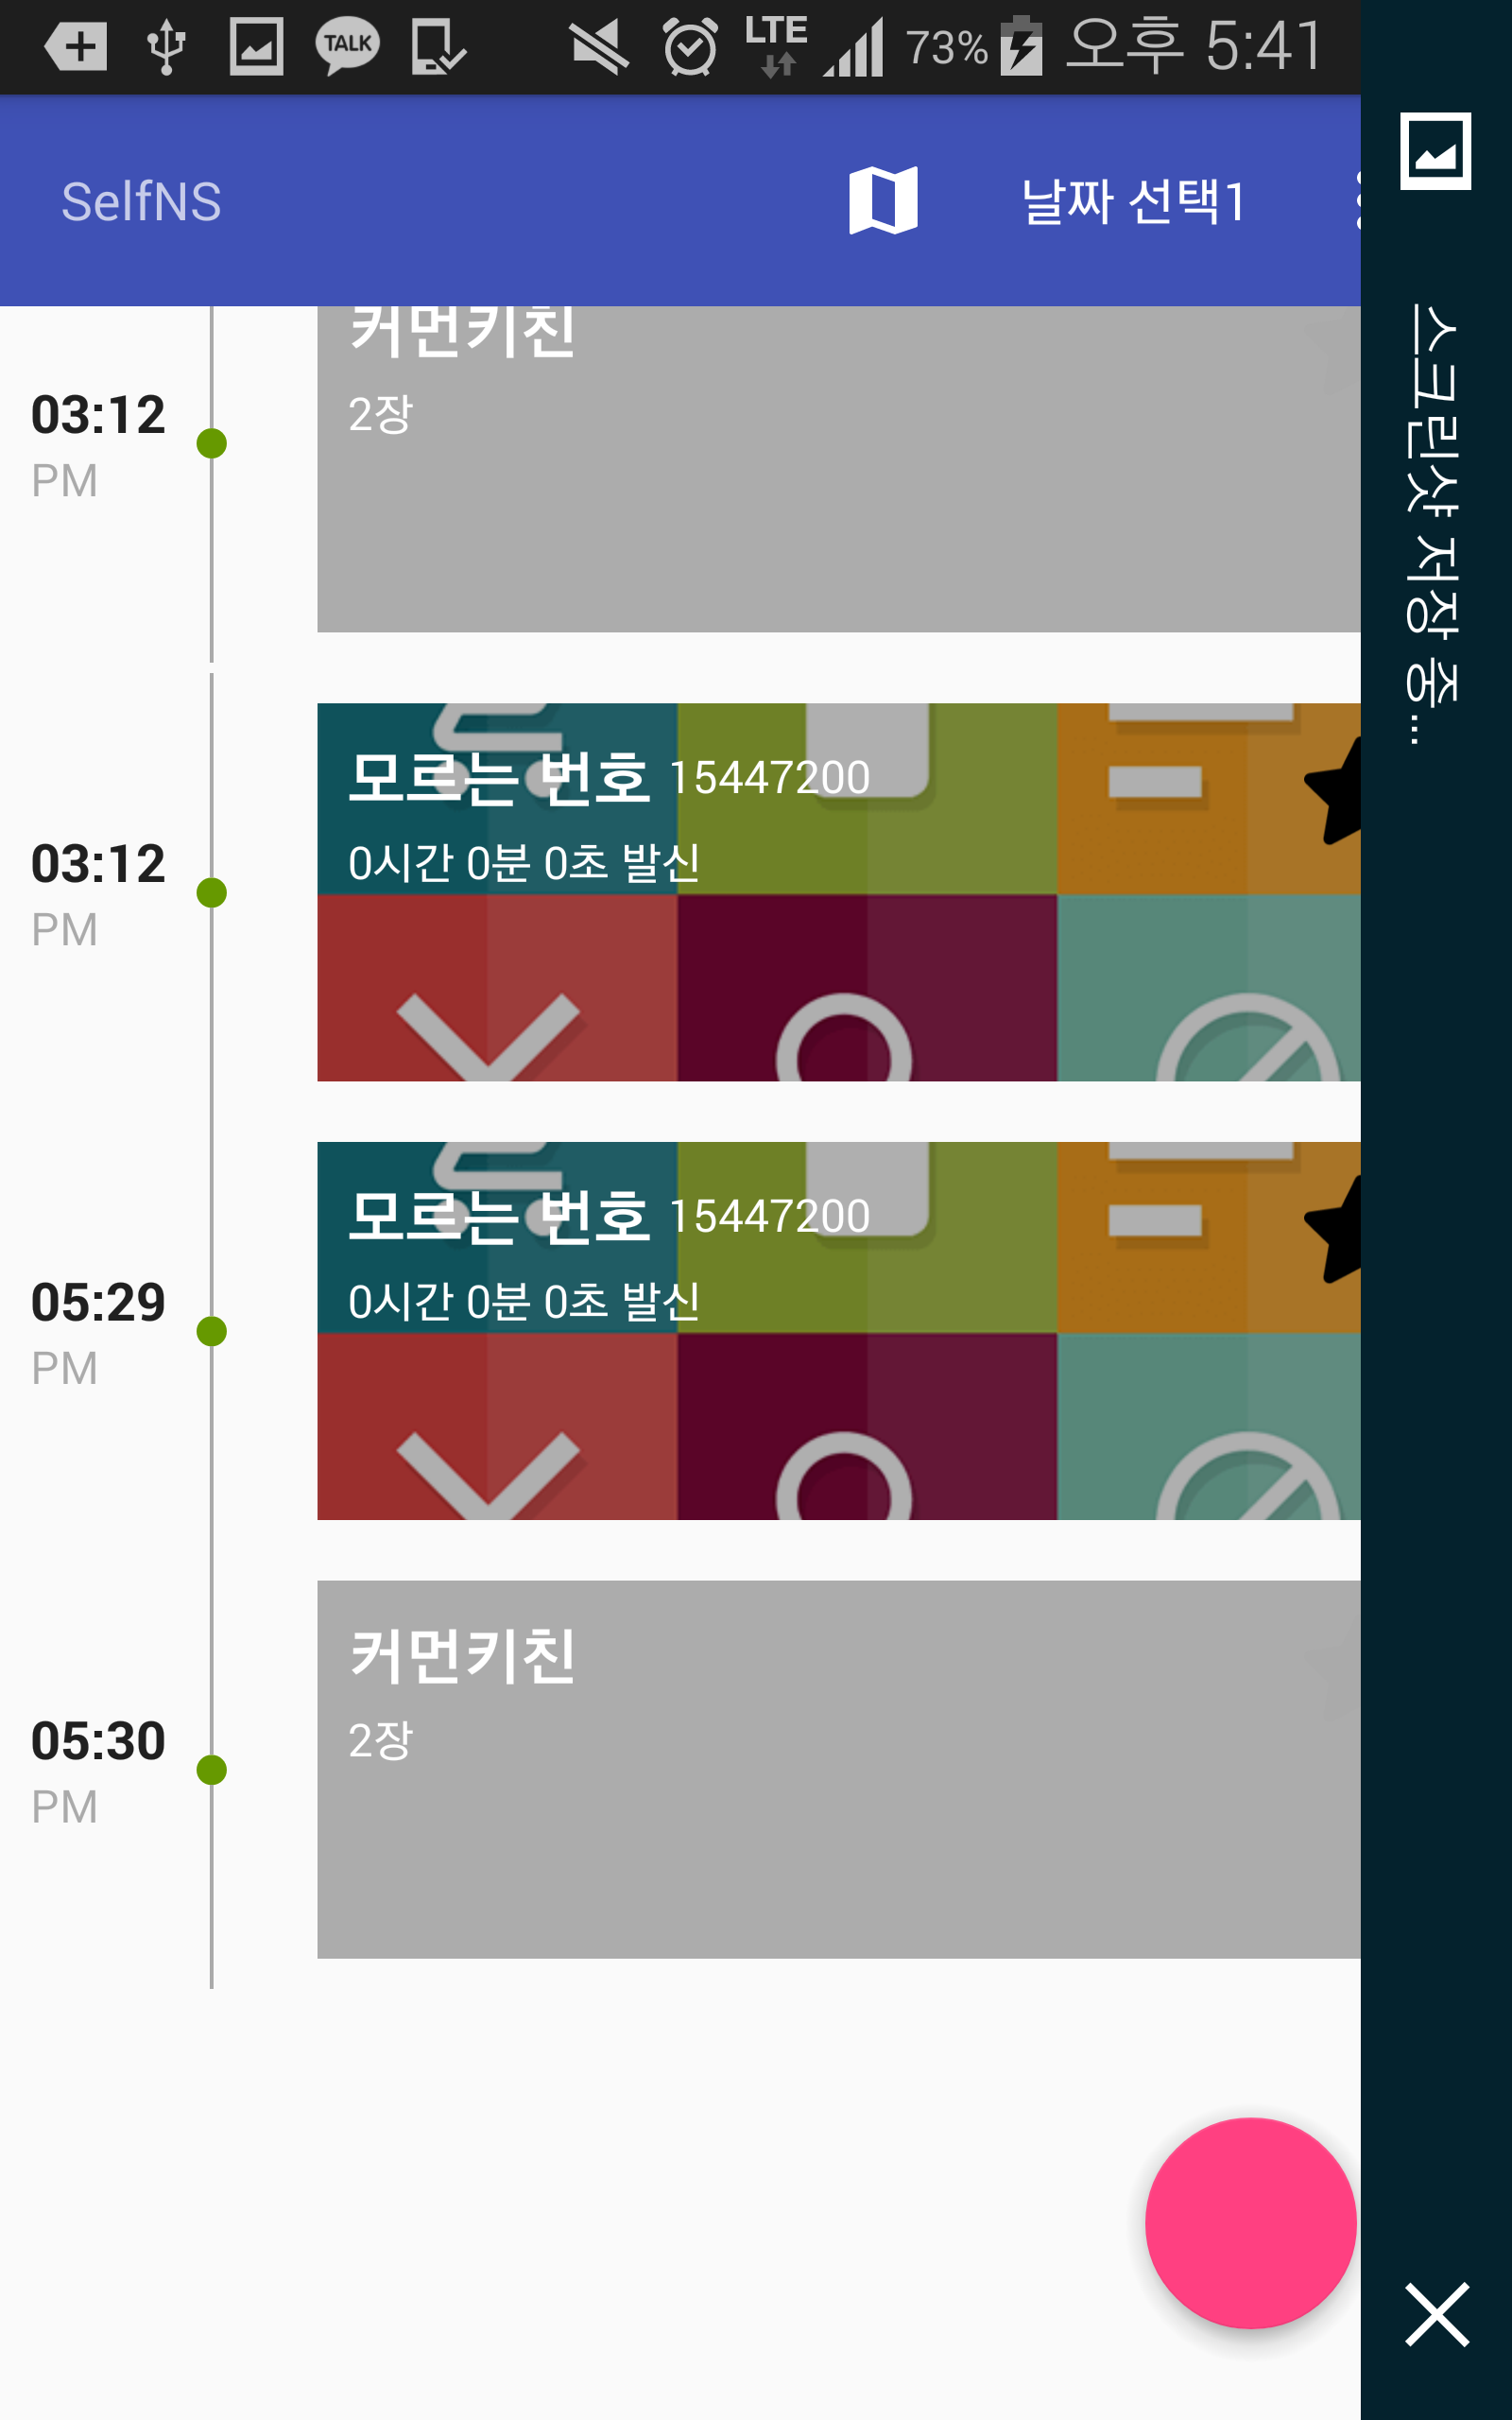 TALK
LTE
73%
오후 5:41
SelfNS
날짜 선택1
스크린샷 저장 중...
커먼키친
2장
03:12
PM
모르는 번호 15447200
0시간 0분 0초 발신
03:12
PM
모르는 번호 15447200
0시간 0분 0초 발신
05:29
PM
커먼키친
2장
05:30
PM